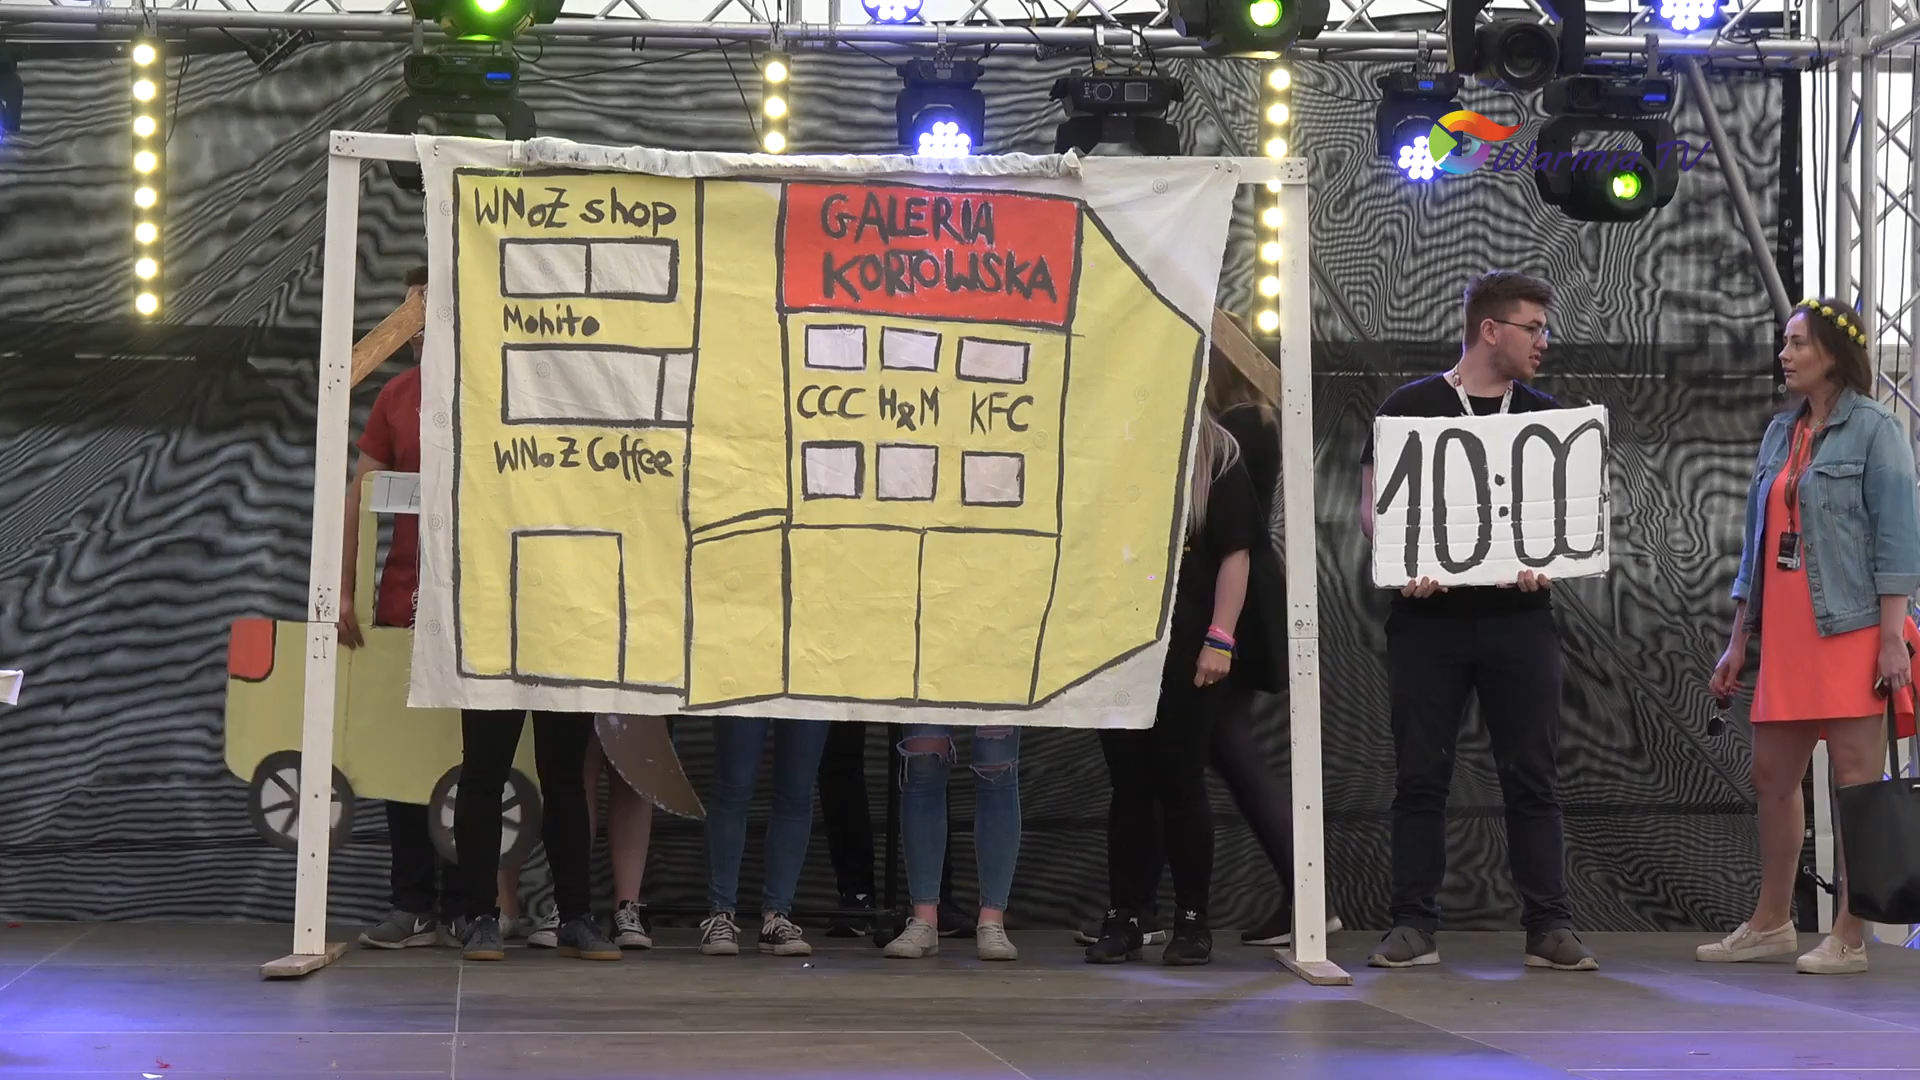 WNoZ shop
Mohito
WNoZ Coffee
GALERIA
KORTOWSKA
CCC H&M KFC
10:00
Warmia.TV